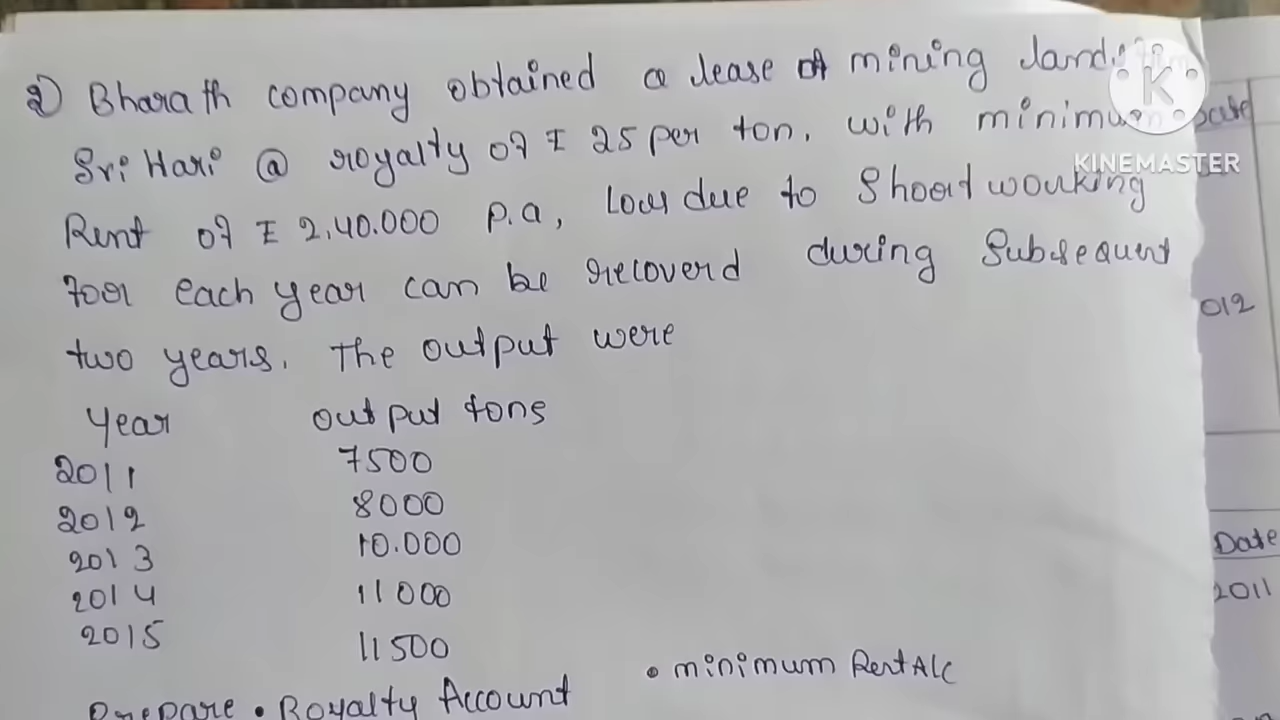 2) Bharath company obtained a lease of mining land
Sri Hari @ royalty of ₹ 25 per ton, with minimum
Rent of ₹ 2,40.000 p.a, Loss due to Shortworking
for each year can be recoverd during Subsequent
two years. The output were
Year output tons
2011 7500
2012 8000
2013 10.000
2014 11000
2015 11500
Prepare • Royalty Account • minimum Rent A/c
K
KINEMASTER
Date
012
Date
2011